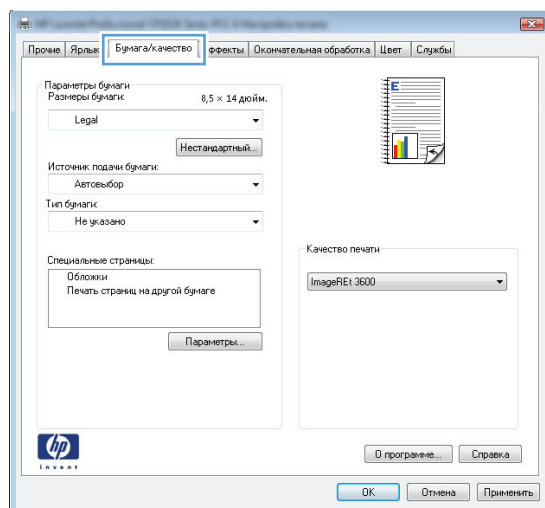 Прочие Ярлык Бумага/качество ффекты Окончательная обработка Цвет Службы
Параметры бумаги
Размеры бумаги: 8,5 × 14 дюйм.
Legal
Нестандартный...
Источник подачи бумаги:
Автовыбор
Тип бумаги:
Не указано
Специальные страницы:
Обложки
Печать страниц на другой бумаге
Параметры...
E
Качество печати
ImageREt 3600
hp
invent
О программе... Справка
OK Отмена Применить